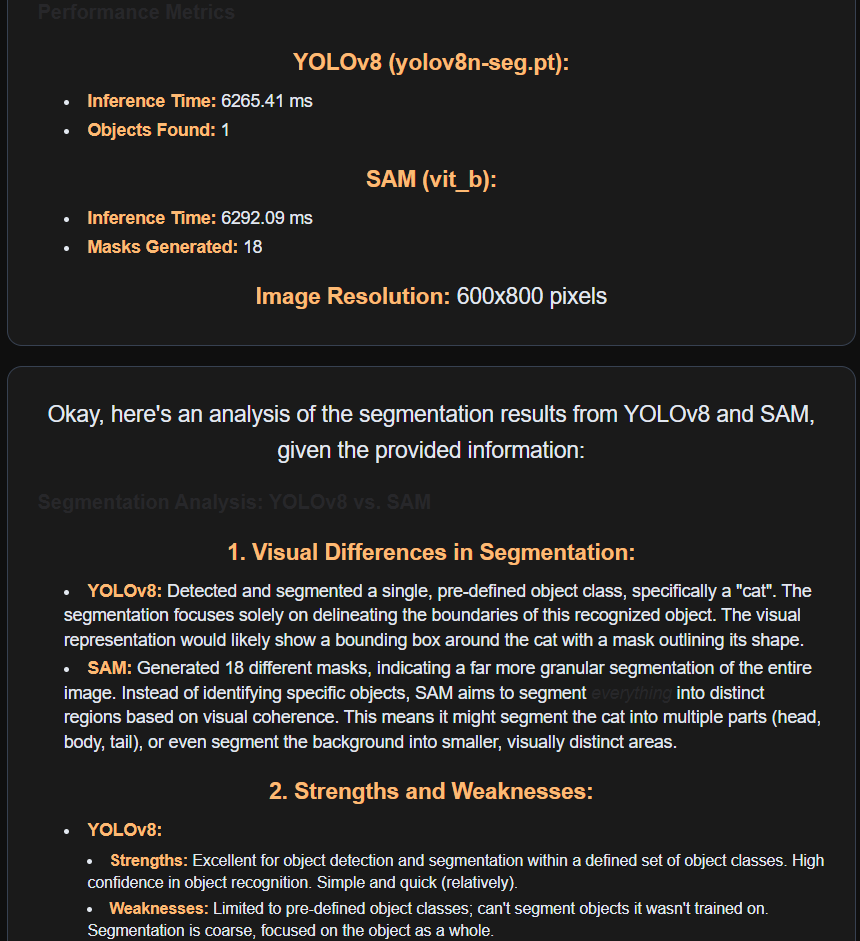 Performance Metrics
YOLOv8 (yolov8n-seg.pt):
• Inference Time: 6265.41 ms
• Objects Found: 1
SAM (vit_b):
• Inference Time: 6292.09 ms
• Masks Generated: 18
Image Resolution: 600x800 pixels
Okay, here's an analysis of the segmentation results from YOLOv8 and SAM,
given the provided information:
Segmentation Analysis: YOLOv8 vs. SAM
1. Visual Differences in Segmentation:
• YOLOv8: Detected and segmented a single, pre-defined object class, specifically a "cat". The
segmentation focuses solely on delineating the boundaries of this recognized object. The visual
representation would likely show a bounding box around the cat with a mask outlining its shape.
• SAM: Generated 18 different masks, indicating a far more granular segmentation of the entire
image. Instead of identifying specific objects, SAM aims to segment everything into distinct
regions based on visual coherence. This means it might segment the cat into multiple parts (head,
body, tail), or even segment the background into smaller, visually distinct areas.
2. Strengths and Weaknesses:
• YOLOv8:
• Strengths: Excellent for object detection and segmentation within a defined set of object classes. High
confidence in object recognition. Simple and quick (relatively).
• Weaknesses: Limited to pre-defined object classes; can't segment objects it wasn't trained on.
Segmentation is coarse, focused on the object as a whole.